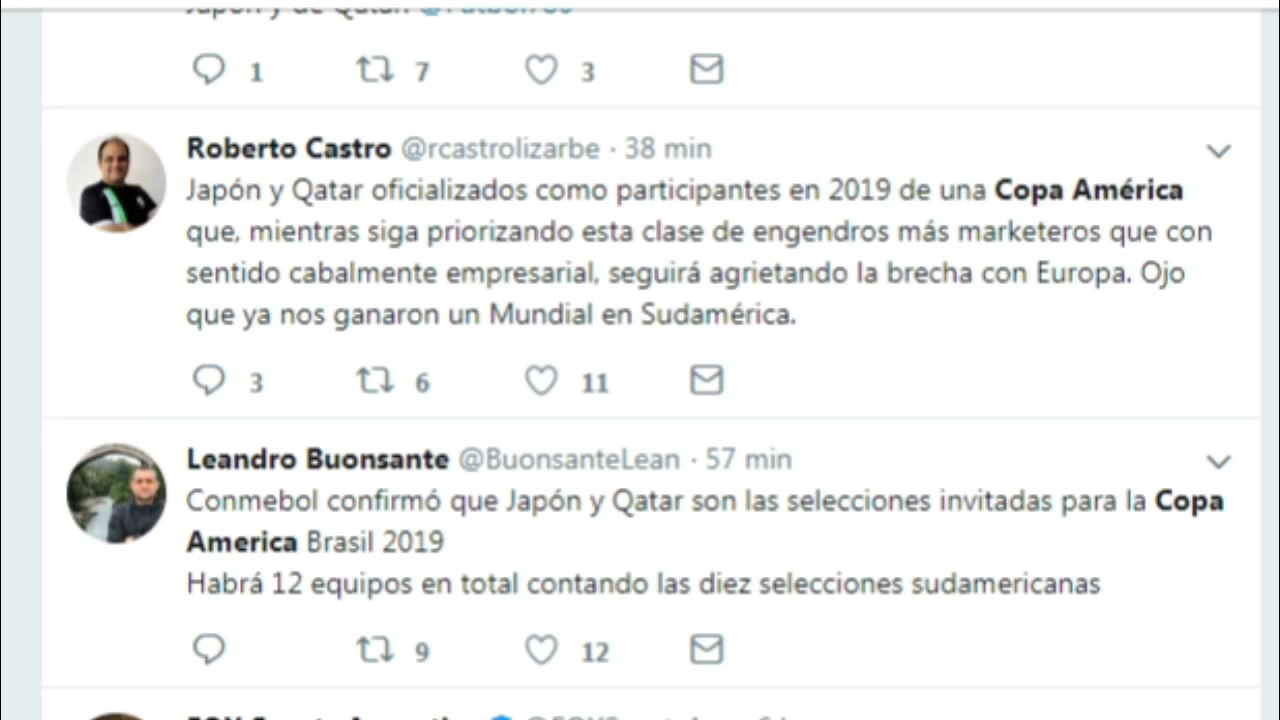 Japón y de Qatar.
1 7 3
Roberto Castro @rcastrolizarbe · 38 min
Japón y Qatar oficializados como participantes en 2019 de una Copa América
que, mientras siga priorizando esta clase de engendros más marketeros que con
sentido cabalmente empresarial, seguirá agrietando la brecha con Europa. Ojo
que ya nos ganaron un Mundial en Sudamérica.
3 6 11
Leandro Buonsante @BuonsanteLean · 57 min
Conmebol confirmó que Japón y Qatar son las selecciones invitadas para la Copa
America Brasil 2019
Habrá 12 equipos en total contando las diez selecciones sudamericanas
9 12